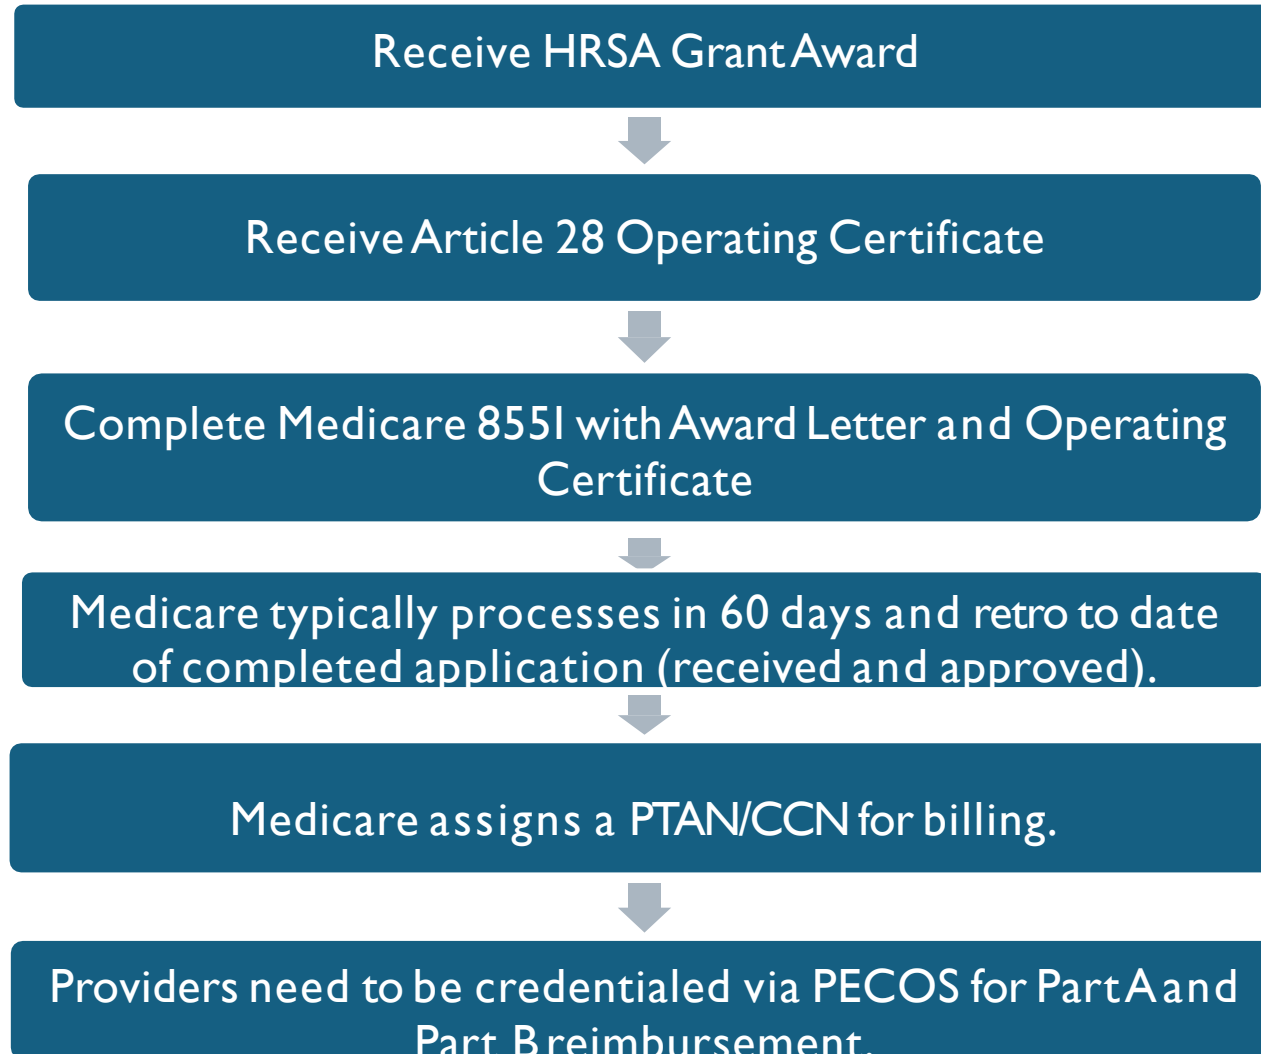 Receive HRSA Grant Award
Receive Article 28 Operating Certificate
Complete Medicare 855I with Award Letter and Operating
Certificate
Medicare typically processes in 60 days and retro to date
of completed application (received and approved).
Medicare assigns a PTAN/CCN for billing.
Providers need to be credentialed via PECOS for Part A and
Part B reimbursement.